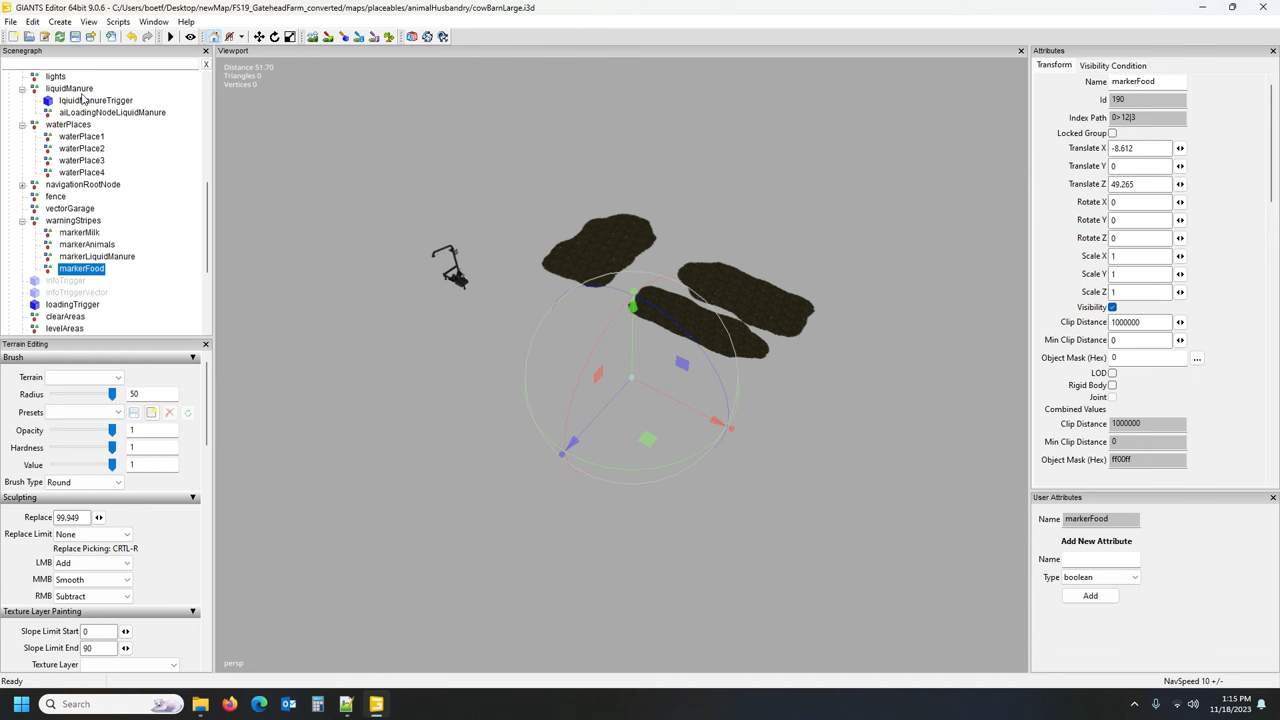 GIANTS Editor 64bit 9.0.6 - C:/Users/boetf/Desktop/newMap/FS19_GateheadFarm_converted/maps/placeables/animalHusbandry/cowBarnLarge.i3d
File Edit Create View Scripts Window Help
Scenegraph
X
lights
liquidManure
lqiuidManureTrigger
aiLoadingNodeLiquidManure
waterPlaces
waterPlace1
waterPlace2
waterPlace3
waterPlace4
navigationRootNode
fence
vectorGarage
warningStripes
markerMilk
markerAnimals
markerLiquidManure
markerFood
infoTrigger
infoTriggerVector
loadingTrigger
clearAreas
levelAreas
Terrain Editing
Brush
Terrain
Radius 50
Presets
Opacity 1
Hardness 1
Value 1
Brush Type Round
Sculpting
Replace 99.949
Replace Limit None
Replace Picking: CRTL-R
LMB Add
MMB Smooth
RMB Subtract
Texture Layer Painting
Slope Limit Start 0
Slope Limit End 90
Texture Layer
Ready
Viewport
Distance 51.70
Triangles 0
Vertices 0
persp
Attributes
Transform Visibility Condition
Name markerFood
Id 190
Index Path 0>12|3
Locked Group
Translate X -8.612
Translate Y 0
Translate Z 49.265
Rotate X 0
Rotate Y 0
Rotate Z 0
Scale X 1
Scale Y 1
Scale Z 1
Visibility
Clip Distance 1000000
Min Clip Distance 0
Object Mask (Hex) 0 ...
LOD
Rigid Body
Joint
Combined Values
Clip Distance 1000000
Min Clip Distance 0
Object Mask (Hex) ff00ff
User Attributes
Name markerFood
Add New Attribute
Name
Type boolean
Add
NavSpeed 10 +/-
Search
1:15 PM
11/18/2023